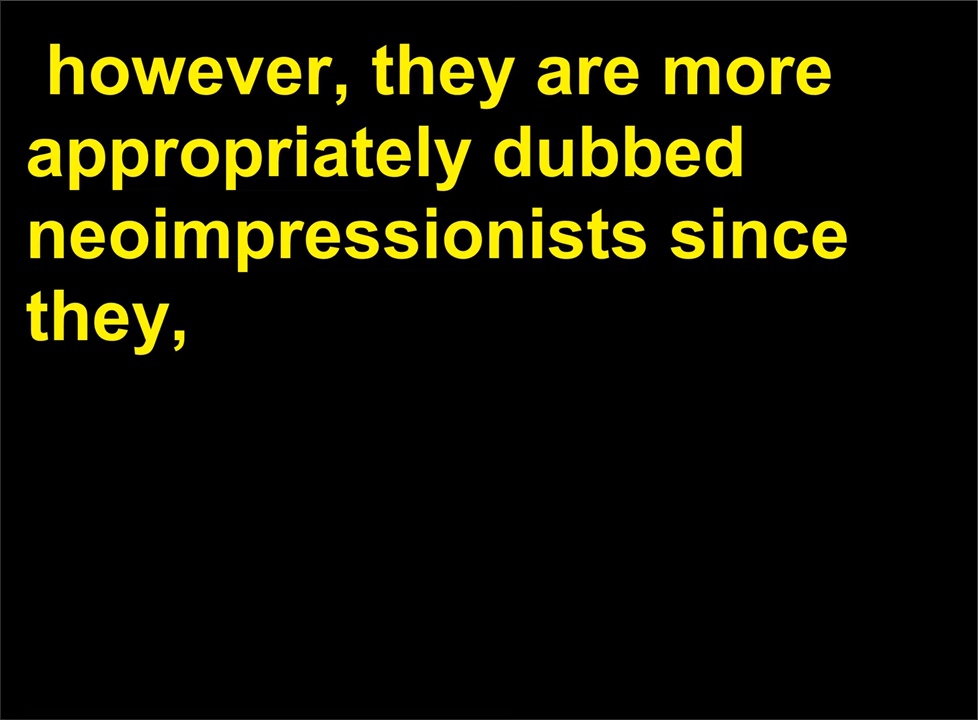 however, they are more
appropriately dubbed
neoimpressionists since
they,